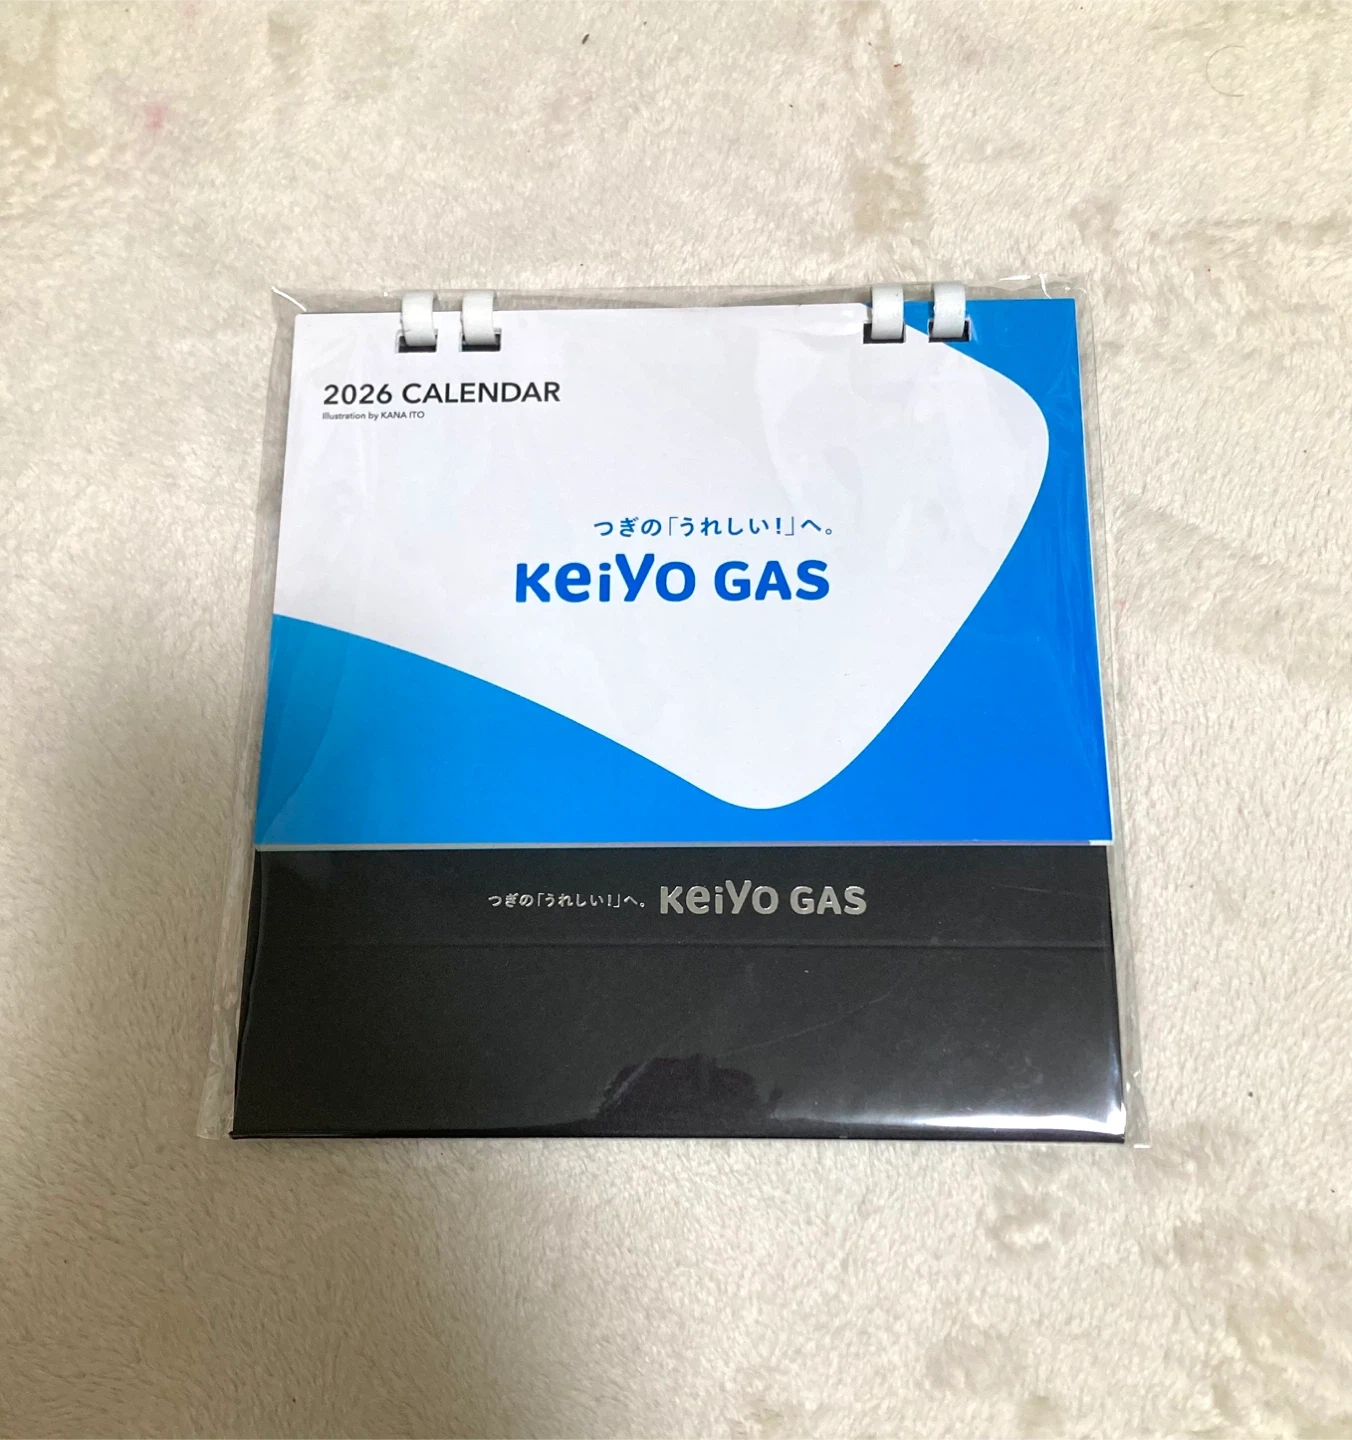 2026 CALENDAR
Illustration by KANA ITO
つぎの「うれしい!」へ。
KeiYO GAS
つぎの「うれしい!」へ。 KeiYO GAS